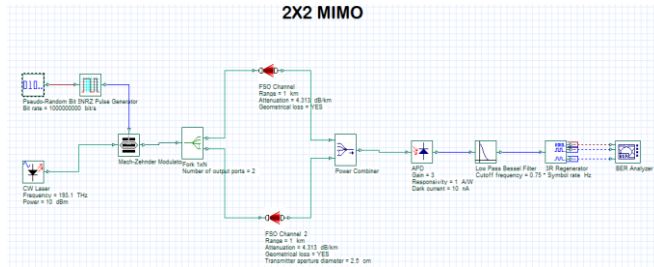 2X2 MIMO
FSO Channel
Range = 1 km
Attenuation = 4.313 dB/km
Geometrical loss = YES
010..
Pseudo-Random Bit
NRZ Pulse Generator
Bit rate = 1000000000 bit/s
Mach-Zehnder Modulator
Fork 1xN
Number of output ports = 2
CW Laser
Frequency = 193.1 THz
Power = 10 dBm
Power Combiner
APD
Gain = 3
Responsivity = 1 A/W
Dark current = 10 nA
Low Pass Bessel Filter
Cutoff frequency = 0.75 * Symbol rate Hz
3R Regenerator
BER
BER Analyzer
FSO Channel 2
Range = 1 km
Attenuation = 4.313 dB/km
Geometrical loss = YES
Transmitter aperture diameter = 2.5 cm